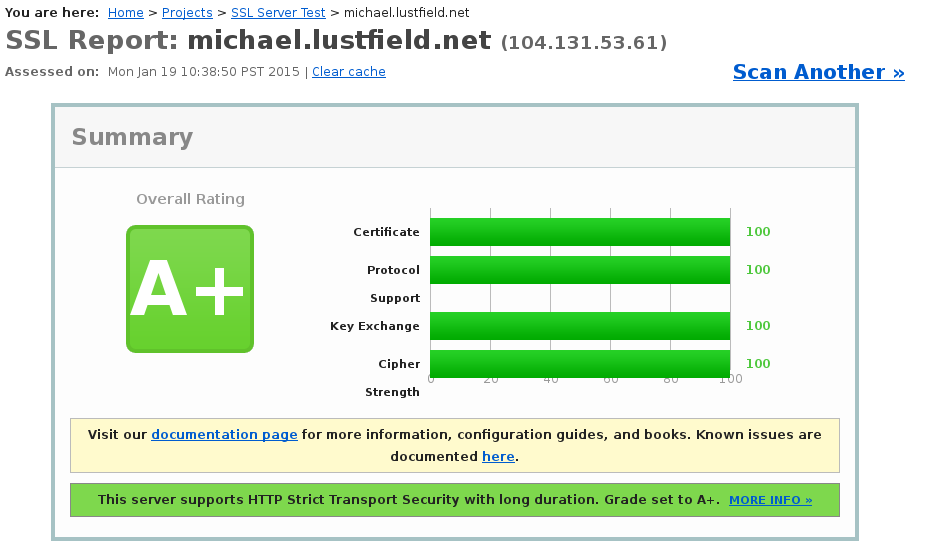 You are here: Home > Projects > SSL Server Test > michael.lustfield.net
SSL Report: michael.lustfield.net (104.131.53.61)
Assessed on: Mon Jan 19 10:38:50 PST 2015 | Clear cache
Scan Another »
Summary
Overall Rating
A+
Certificate 100
Protocol Support 100
Key Exchange 100
Cipher Strength 100
0 20 40 60 80 100
Visit our documentation page for more information, configuration guides, and books. Known issues are
documented here.
This server supports HTTP Strict Transport Security with long duration. Grade set to A+. MORE INFO »